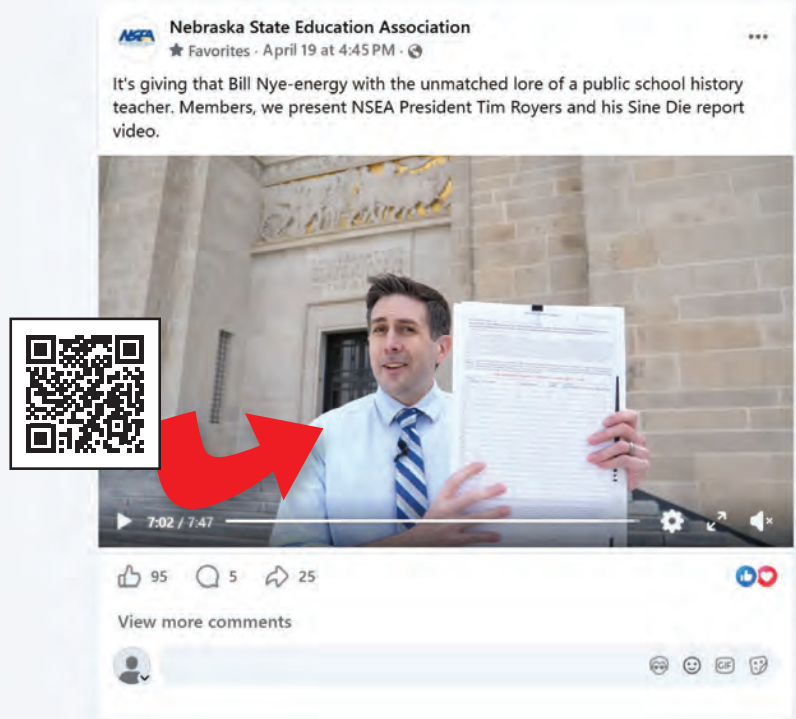 NSEA
Nebraska State Education Association
Favorites · April 19 at 4:45 PM ·
It's giving that Bill Nye-energy with the unmatched lore of a public school history
teacher. Members, we present NSEA President Tim Royers and his Sine Die report
video.
7:02 / 7:47
95 5 25
View more comments
GIF